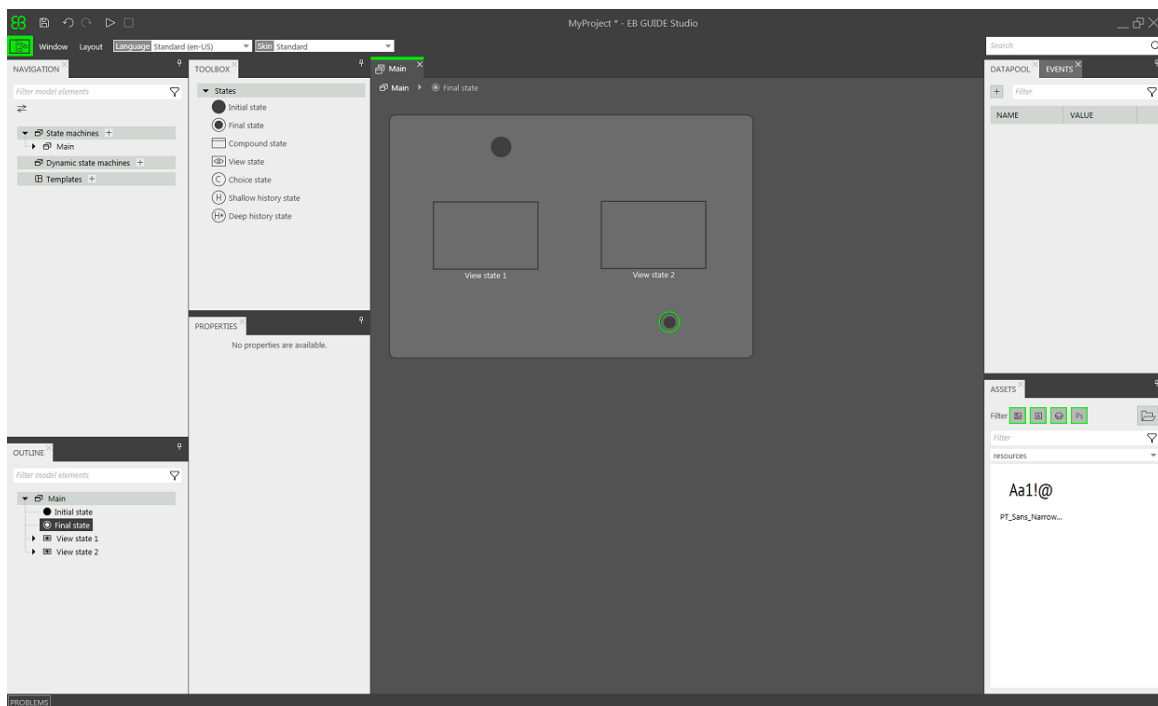 EB
MyProject * - EB GUIDE Studio
Window Layout Language Standard (en-US) Skin Standard
Search
NAVIGATION
Filter model elements
State machines +
Main
Dynamic state machines +
Templates +
OUTLINE
Filter model elements
Main
Initial state
Final state
View state 1
View state 2
TOOLBOX
States
Initial state
Final state
Compound state
View state
C Choice state
H Shallow history state
H* Deep history state
PROPERTIES
No properties are available.
Main
Main Final state
View state 1
View state 2
DATAPOOL EVENTS
+ Filter
NAME VALUE
ASSETS
Filter A Ps
Filter
resources
Aa1!@
PT_Sans_Narrow...
PROBLEMS